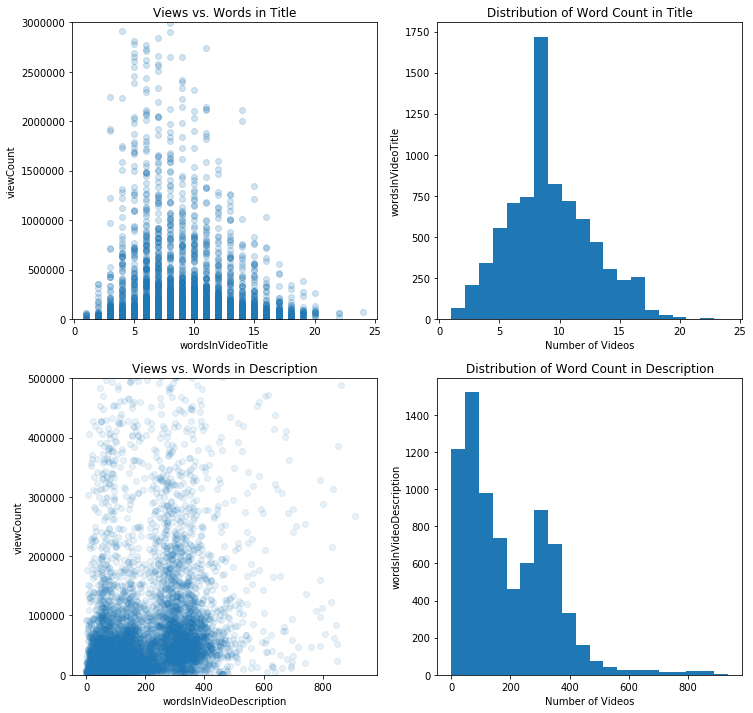 Views vs. Words in Title
3000000
2500000
2000000
1500000
1000000
500000
0
viewCount
0 5 10 15 20 25
wordsInVideoTitle
Distribution of Word Count in Title
1750
1500
1250
1000
750
500
250
0
wordsInVideoTitle
0 5 10 15 20 25
Number of Videos
Views vs. Words in Description
500000
400000
300000
200000
100000
0
viewCount
0 200 400 600 800
wordsInVideoDescription
Distribution of Word Count in Description
1400
1200
1000
800
600
400
200
0
wordsInVideoDescription
0 200 400 600 800
Number of Videos